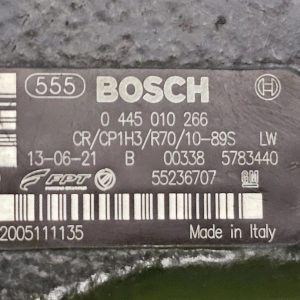 555 BOSCH
0 445 010 266
CR/CP1H3/R70/10-89S LW
13-06-21 B 00338 5783440
FPT 55236707 GM
2005111135 Made in Italy